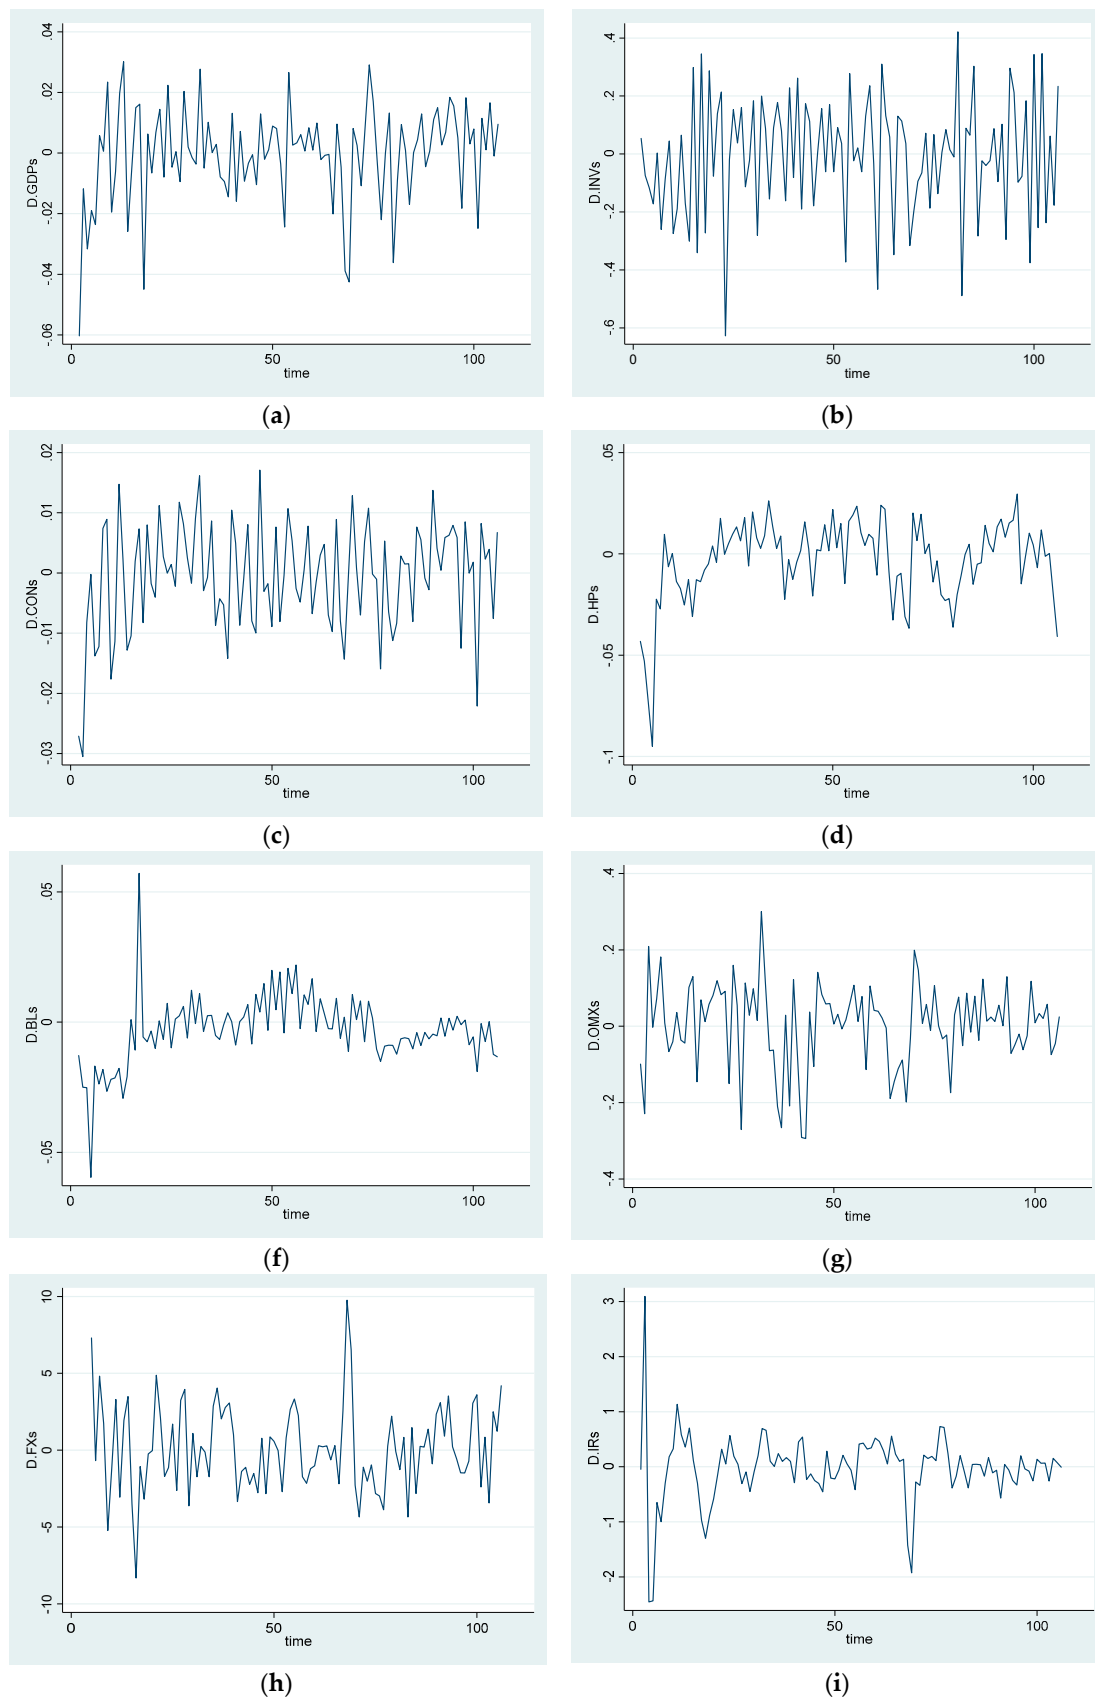 D.GDPs
.04
.02
0
-.02
-.04
-.06
0 50 100
time
(a)
D.INVs
.4
.2
0
-.2
-.4
-.6
0 50 100
time
(b)
D.CONs
.02
.01
0
-.01
-.02
-.03
0 50 100
time
(c)
D.HPs
.05
0
-.05
-.1
0 50 100
time
(d)
D.BLs
.05
0
-.05
0 50 100
time
(f)
D.OMXs
.4
.2
0
-.2
-.4
0 50 100
time
(g)
D.FXs
10
5
0
-5
-10
0 50 100
time
(h)
D.IRs
3
2
1
0
-1
-2
0 50 100
time
(i)